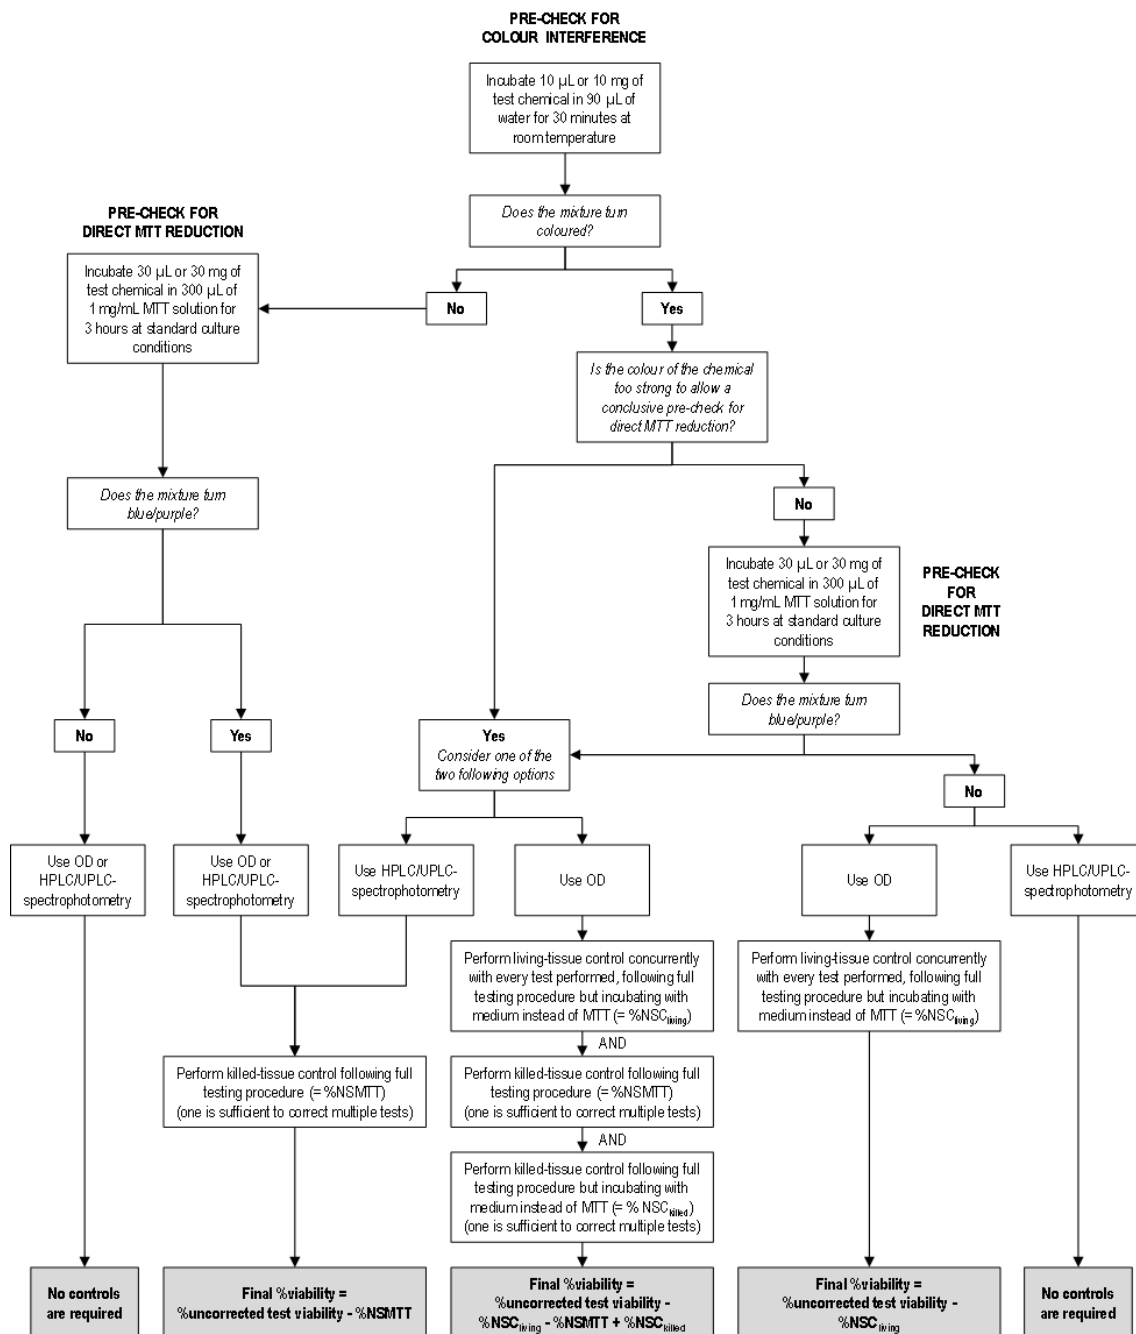 PRE-CHECK FOR
COLOUR INTERFERENCE
Incubate 10 µL or 10 mg of
test chemical in 90 µL of
water for 30 minutes at
room temperature
Does the mixture turn
coloured?
No
Yes
PRE-CHECK FOR
DIRECT MTT REDUCTION
Incubate 30 µL or 30 mg of
test chemical in 300 µL of
1 mg/mL MTT solution for
3 hours at standard culture
conditions
Is the colour of the chemical
too strong to allow a
conclusive pre-check for
direct MTT reduction?
Does the mixture turn
blue/purple?
No
Incubate 30 µL or 30 mg of
test chemical in 300 µL of
1 mg/mL MTT solution for
3 hours at standard culture
conditions
PRE-CHECK
FOR
DIRECT MTT
REDUCTION
Does the mixture turn
blue/purple?
No
Yes
Yes
Consider one of the
two following options
No
Use OD or
HPLC/UPLC-
spectrophotometry
Use OD or
HPLC/UPLC-
spectrophotometry
Use HPLC/UPLC-
spectrophotometry
Use OD
Use OD
Use HPLC/UPLC-
spectrophotometry
Perform living-tissue control concurrently
with every test performed, following full
testing procedure but incubating with
medium instead of MTT (= %NSCliving)
Perform living-tissue control concurrently
with every test performed, following full
testing procedure but incubating with
medium instead of MTT (= %NSCliving)
AND
Perform killed-tissue control following full
testing procedure (= %NSMTT)
(one is sufficient to correct multiple tests)
Perform killed-tissue control following full
testing procedure (= %NSMTT)
(one is sufficient to correct multiple tests)
AND
Perform killed-tissue control following full
testing procedure but incubating with
medium instead of MTT (= % NSCkilled)
(one is sufficient to correct multiple tests)
No controls
are required
Final %viability =
%uncorrected test viability - %NSMTT
Final %viability =
%uncorrected test viability -
%NSCliving - %NSMTT + %NSCkilled
Final %viability =
%uncorrected test viability -
%NSCliving
No controls
are required